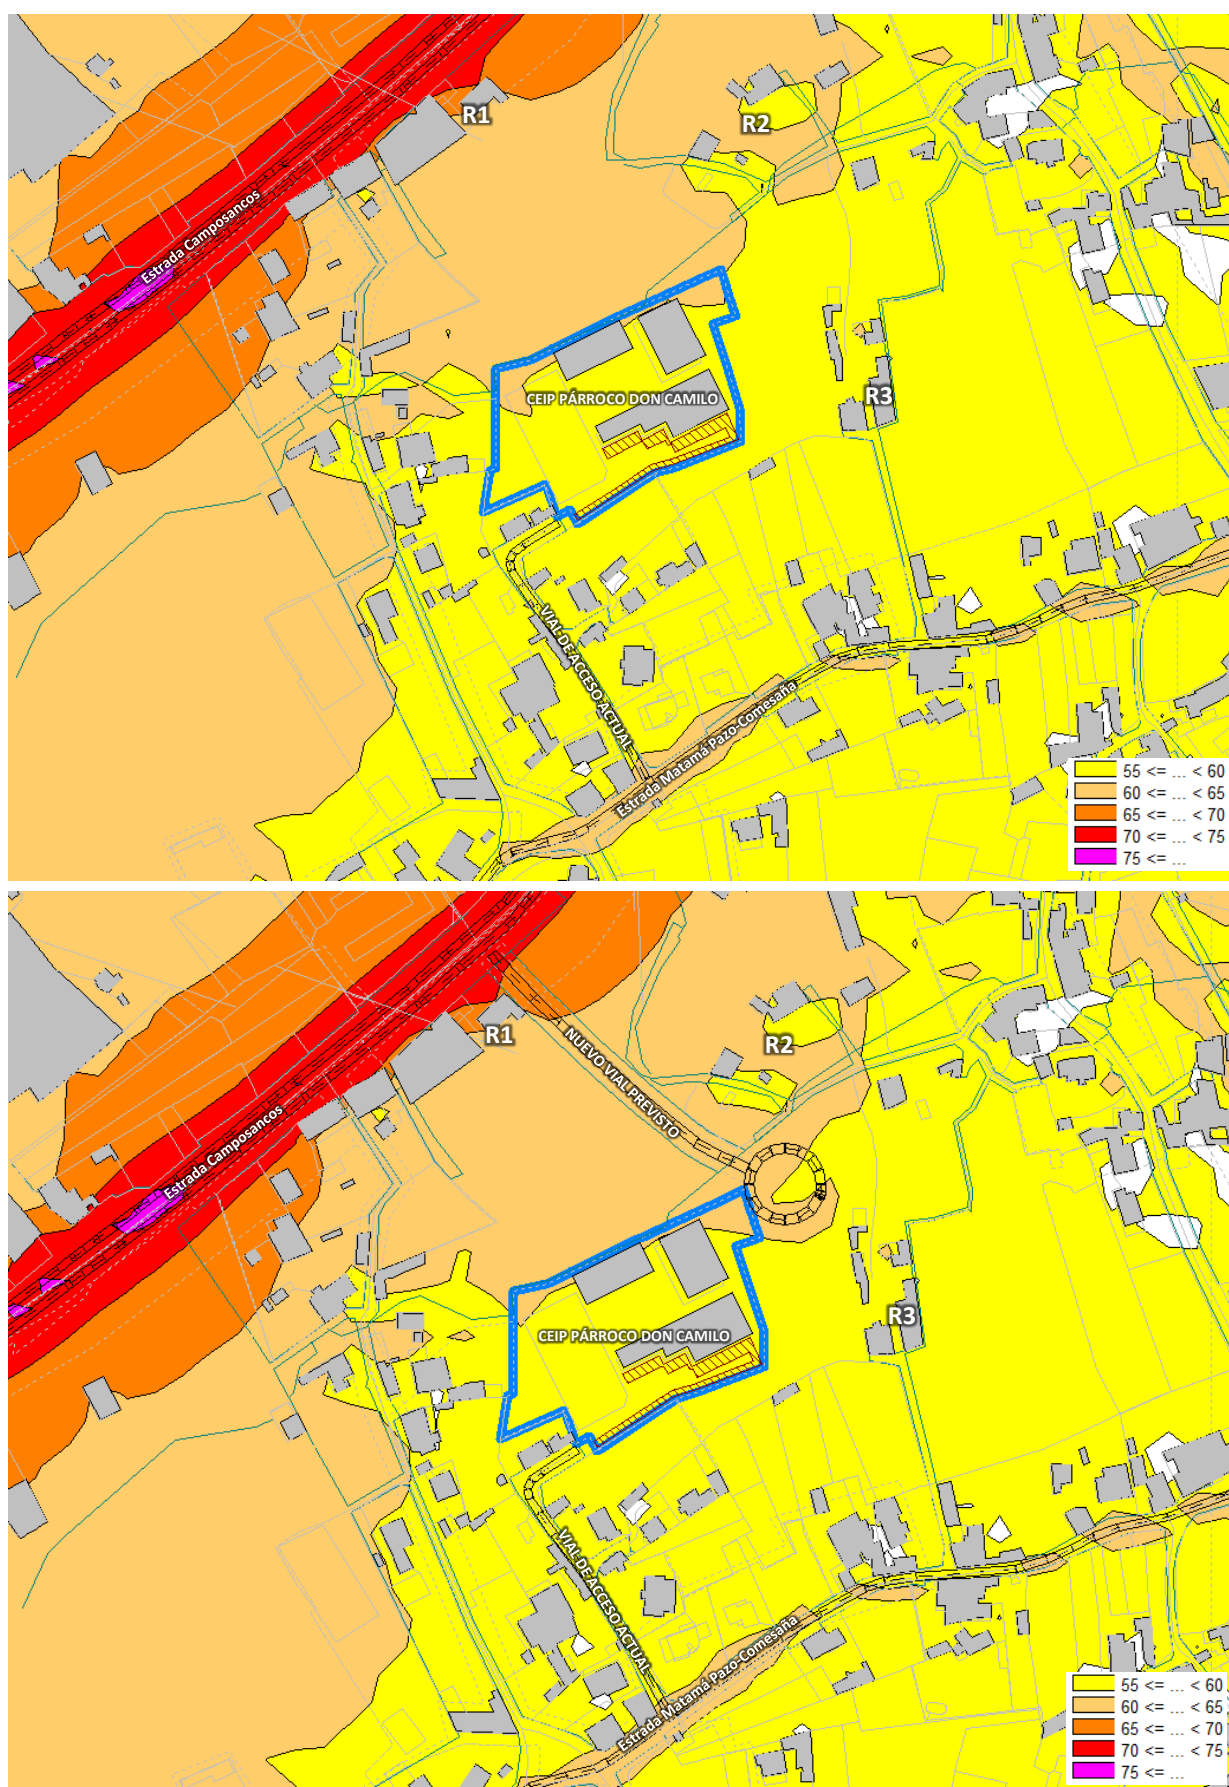 R1
R2
Estrada Camposancos
CEIP PÁRROCO DON CAMILO
R3
VIAL DE ACCESO ACTUAL
Estrada Matamá Pazo-Comesaña
55 <= ... < 60
60 <= ... < 65
65 <= ... < 70
70 <= ... < 75
75 <= ...
R1
R2
NUEVO VIAL PREVISTO
Estrada Camposancos
R3
CEIP PÁRROCO DON CAMILO
VIAL DE ACCESO ACTUAL
Estrada Matamá Pazo-Comesaña
55 <= ... < 60
60 <= ... < 65
65 <= ... < 70
70 <= ... < 75
75 <= ...